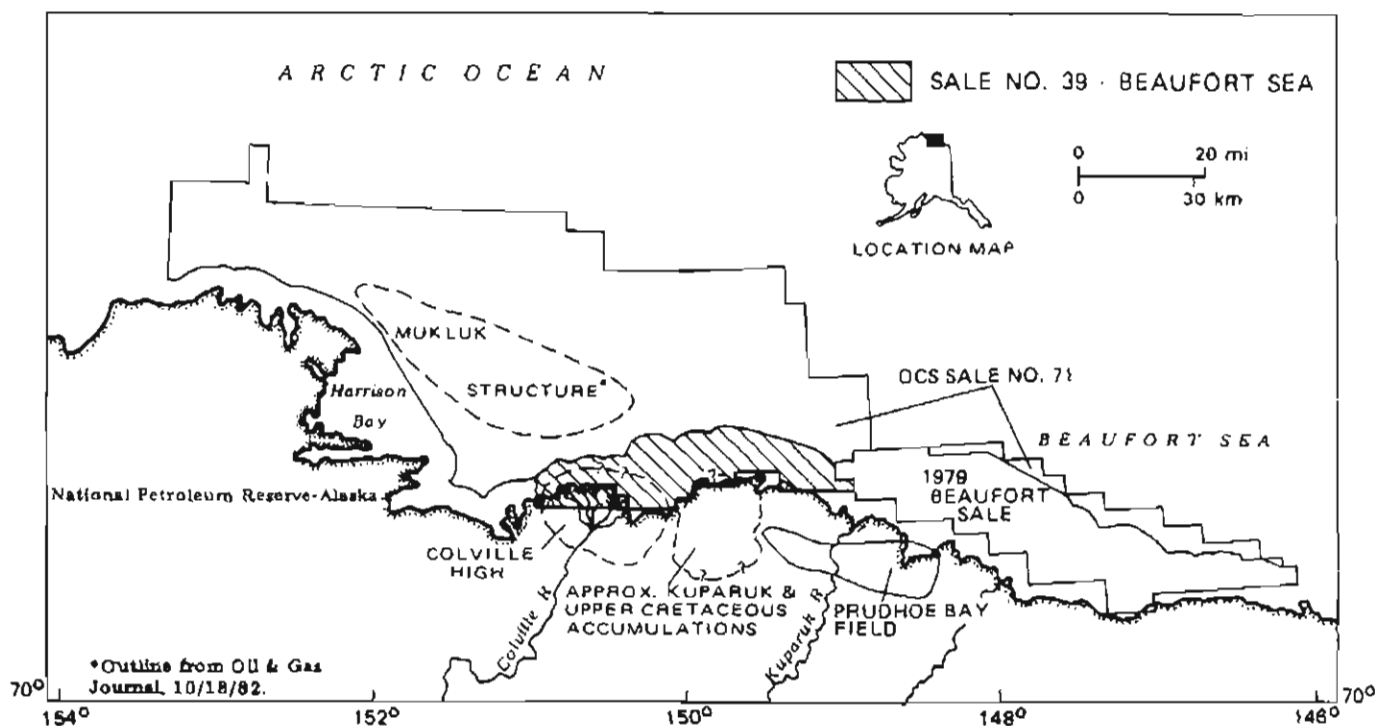 ARCTIC OCEAN
SALE NO. 39 - BEAUFORT SEA
0 20 mi
0 30 km
LOCATION MAP
MUKLUK
STRUCTURE*
Harrison
Bay
OCS SALE NO. 71
BEAUFORT SEA
1979
BEAUFORT
SALE
National Petroleum Reserve-Alaska
?
COLVILLE
HIGH
APPROX. KUPARUK &
UPPER CRETACEOUS
ACCUMULATIONS
PRUDHOE BAY
FIELD
Colville R
Kuparuk R
*Outline from Oil & Gas
Journal, 10/18/82.
70° 70°
154° 152° 150° 148° 146°